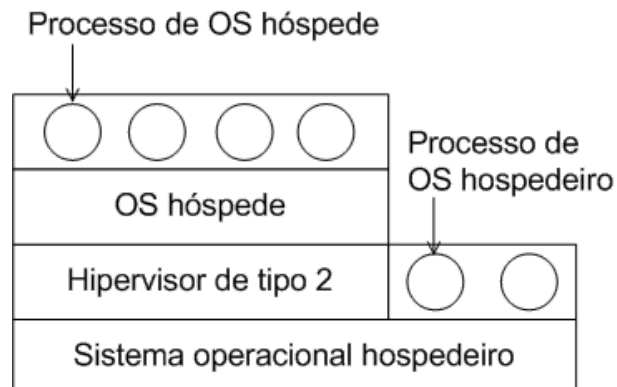 Processo de OS hóspede
Processo de
OS hospedeiro
OS hóspede
Hipervisor de tipo 2
Sistema operacional hospedeiro